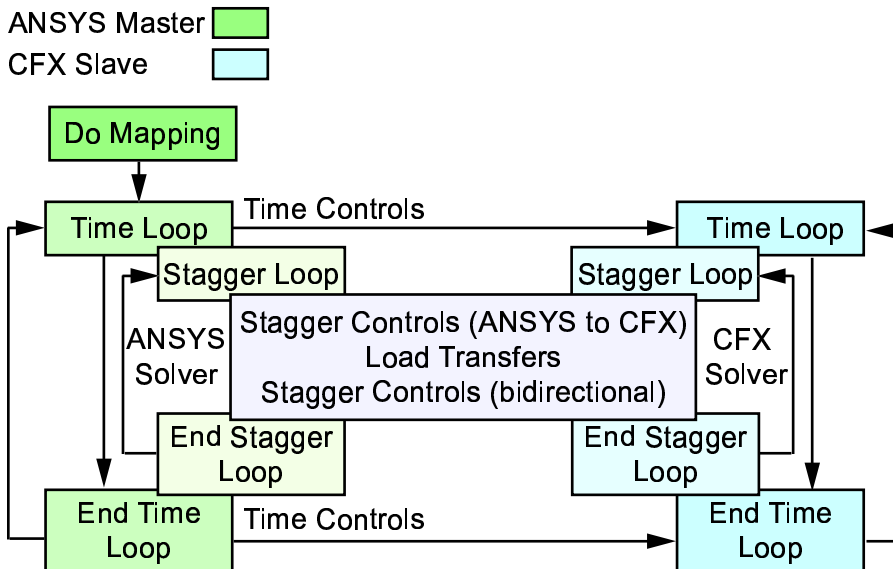 ANSYS Master
CFX Slave
Do Mapping
Time Loop
Time Controls
Time Loop
Stagger Loop
Stagger Loop
ANSYS
Solver
Stagger Controls (ANSYS to CFX)
Load Transfers
Stagger Controls (bidirectional)
CFX
Solver
End Stagger
Loop
End Stagger
Loop
End Time
Loop
Time Controls
End Time
Loop